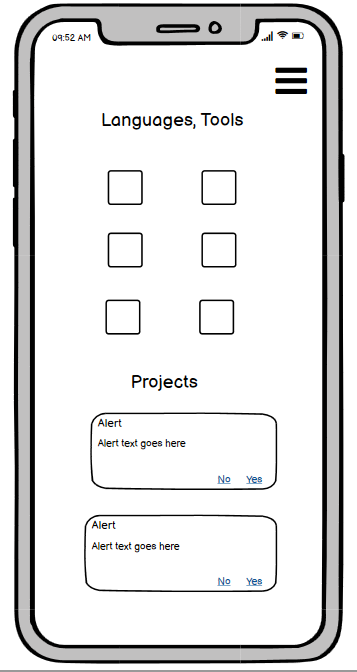 09:52 AM
Languages, Tools
Projects
Alert
Alert text goes here
No Yes
Alert
Alert text goes here
No Yes